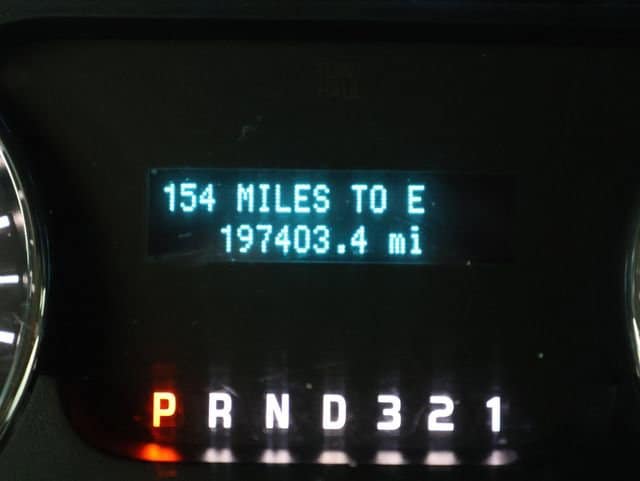 154 MILES TO E
197403.4 mi
P R N D 3 2 1